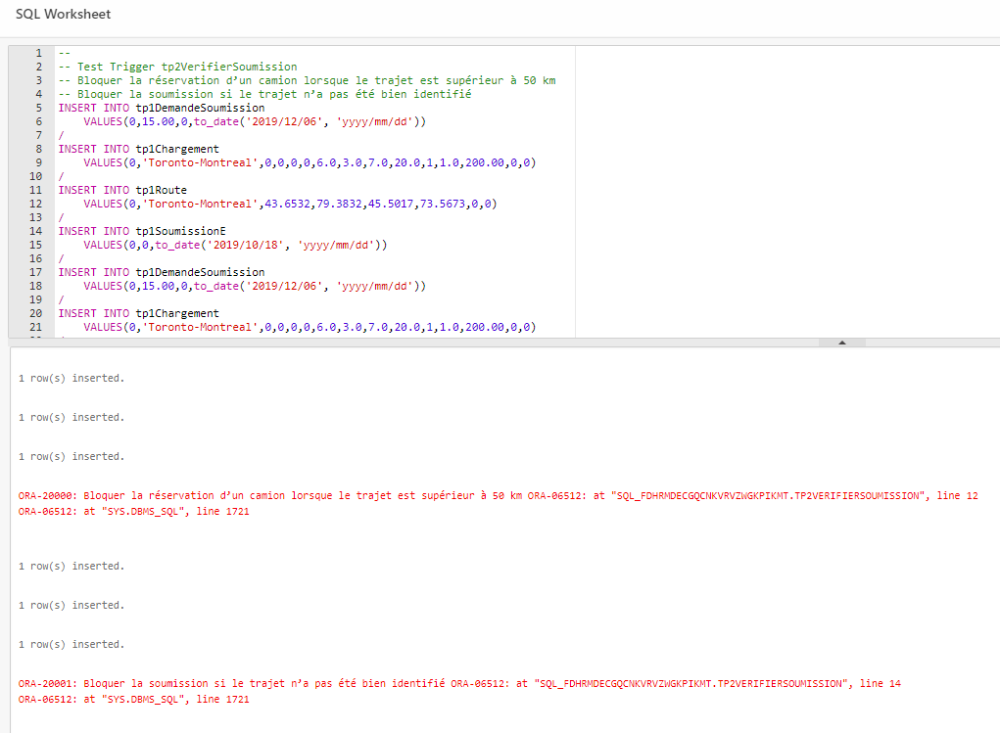 SQL Worksheet
1 --
2 -- Test Trigger tp2VerifierSoumission
3 -- Bloquer la réservation d’un camion lorsque le trajet est supérieur à 50 km
4 -- Bloquer la soumission si le trajet n’a pas été bien identifié
5 INSERT INTO tp1DemandeSoumission
6 VALUES(0,15.00,0,to_date('2019/12/06', 'yyyy/mm/dd'))
7 /
8 INSERT INTO tp1Chargement
9 VALUES(0,'Toronto-Montreal',0,0,0,0,6.0,3.0,7.0,20.0,1,1.0,200.00,0,0)
10 /
11 INSERT INTO tp1Route
12 VALUES(0,'Toronto-Montreal',43.6532,79.3832,45.5017,73.5673,0,0)
13 /
14 INSERT INTO tp1SoumissionE
15 VALUES(0,0,to_date('2019/10/18', 'yyyy/mm/dd'))
16 /
17 INSERT INTO tp1DemandeSoumission
18 VALUES(0,15.00,0,to_date('2019/12/06', 'yyyy/mm/dd'))
19 /
20 INSERT INTO tp1Chargement
21 VALUES(0,'Toronto-Montreal',0,0,0,0,6.0,3.0,7.0,20.0,1,1.0,200.00,0,0)
1 row(s) inserted.
1 row(s) inserted.
1 row(s) inserted.
ORA-20000: Bloquer la réservation d’un camion lorsque le trajet est supérieur à 50 km ORA-06512: at "SQL_FDHRMDECGQCNKVRVZWGKPIKMT.TP2VERIFIERSOUMISSION", line 12
ORA-06512: at "SYS.DBMS_SQL", line 1721
1 row(s) inserted.
1 row(s) inserted.
1 row(s) inserted.
ORA-20001: Bloquer la soumission si le trajet n’a pas été bien identifié ORA-06512: at "SQL_FDHRMDECGQCNKVRVZWGKPIKMT.TP2VERIFIERSOUMISSION", line 14
ORA-06512: at "SYS.DBMS_SQL", line 1721